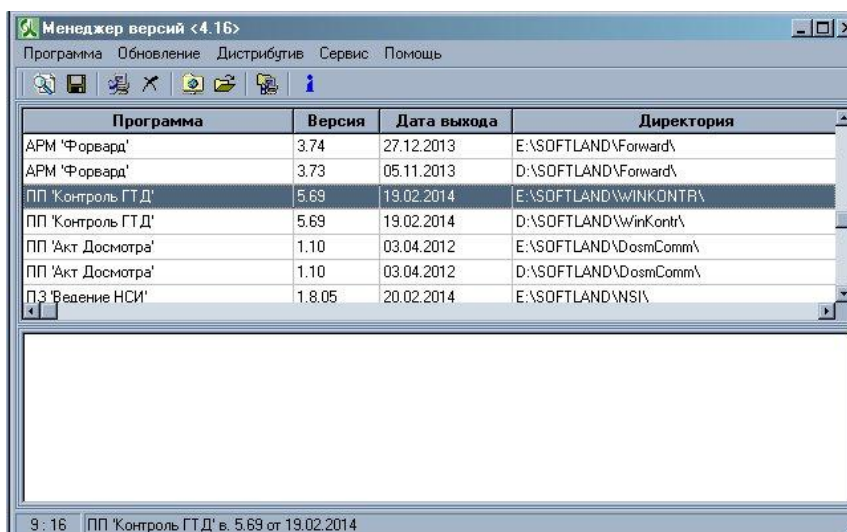 Менеджер версий <4.16>
Программа Обновление Дистрибутив Сервис Помощь
Программа Версия Дата выхода Директория
АРМ 'Форвард' 3.74 27.12.2013 E:\SOFTLAND\Forward\
АРМ 'Форвард' 3.73 05.11.2013 D:\SOFTLAND\Forward\
ПП 'Контроль ГТД' 5.69 19.02.2014 E:\SOFTLAND\WINKONTR\
ПП 'Контроль ГТД' 5.69 19.02.2014 D:\SOFTLAND\WinKontr\
ПП 'Акт Досмотра' 1.10 03.04.2012 E:\SOFTLAND\DosmComm\
ПП 'Акт Досмотра' 1.10 03.04.2012 D:\SOFTLAND\DosmComm\
ПЗ 'Ведение НСИ' 1.8.05 20.02.2014 E:\SOFTLAND\NSI\
9 : 16 ПП 'Контроль ГТД' в. 5.69 от 19.02.2014